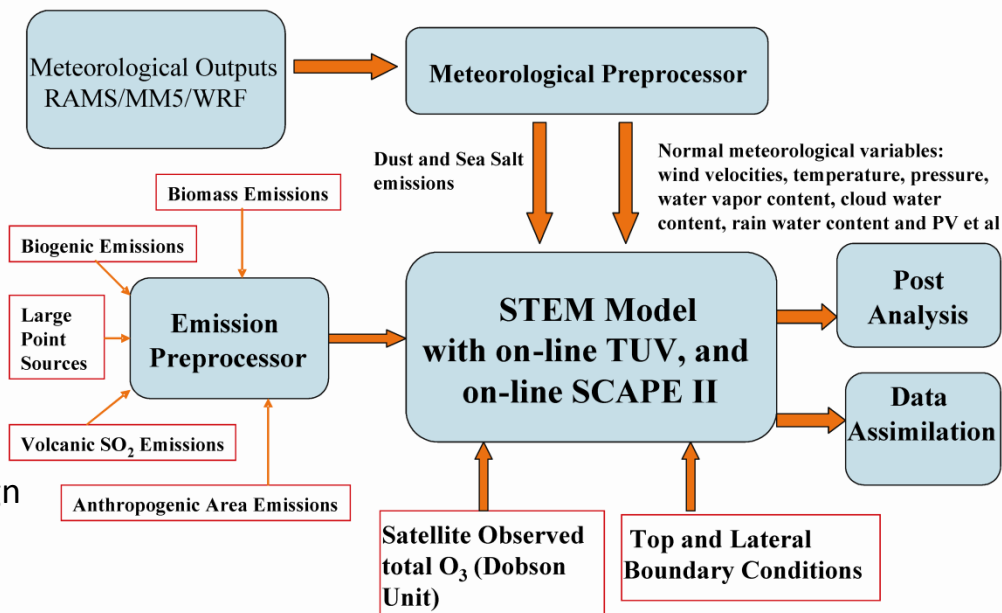 Meteorological Outputs
RAMS/MM5/WRF
Meteorological Preprocessor
Dust and Sea Salt
emissions
Normal meteorological variables:
wind velocities, temperature, pressure,
water vapor content, cloud water
content, rain water content and PV et al
Biomass Emissions
Biogenic Emissions
Large
Point
Sources
Emission
Preprocessor
Volcanic SO₂ Emissions
Anthropogenic Area Emissions
STEM Model
with on-line TUV, and
on-line SCAPE II
Post
Analysis
Data
Assimilation
Satellite Observed
total O₃ (Dobson
Unit)
Top and Lateral
Boundary Conditions